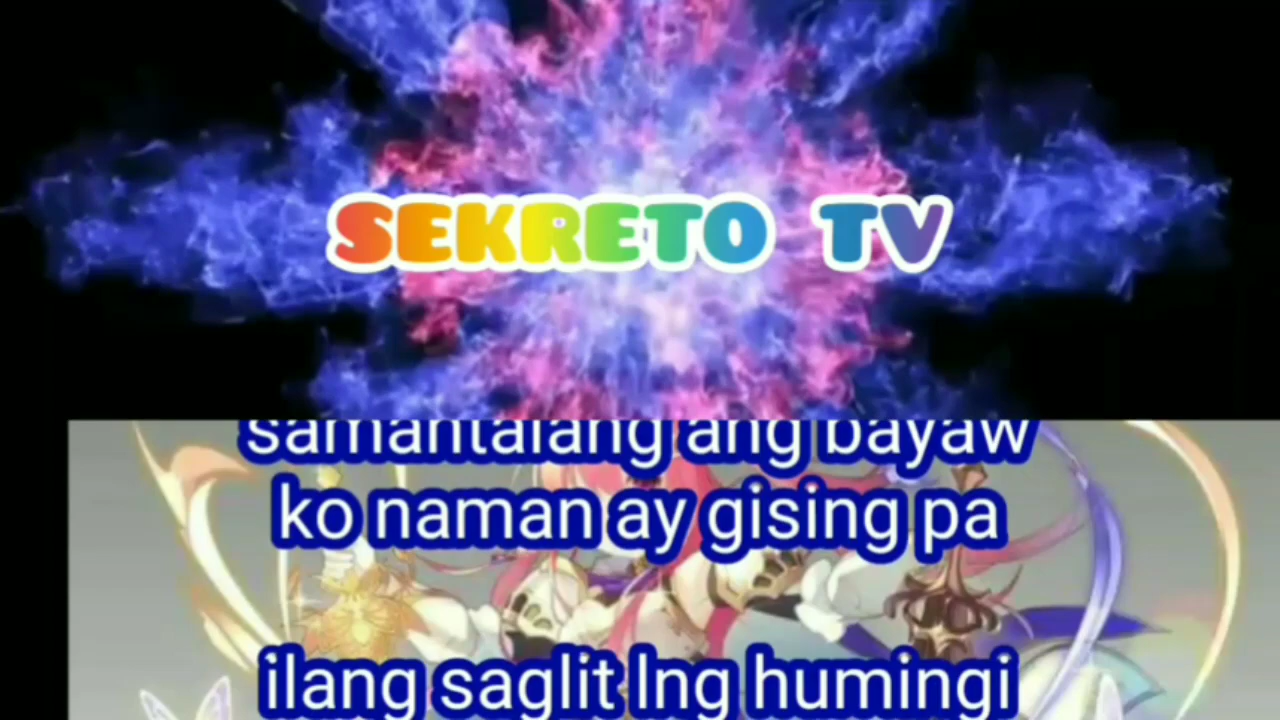 SEKRETO TV
samantalang ang bayaw
ko naman ay gising pa
ilang saglit lng humingi